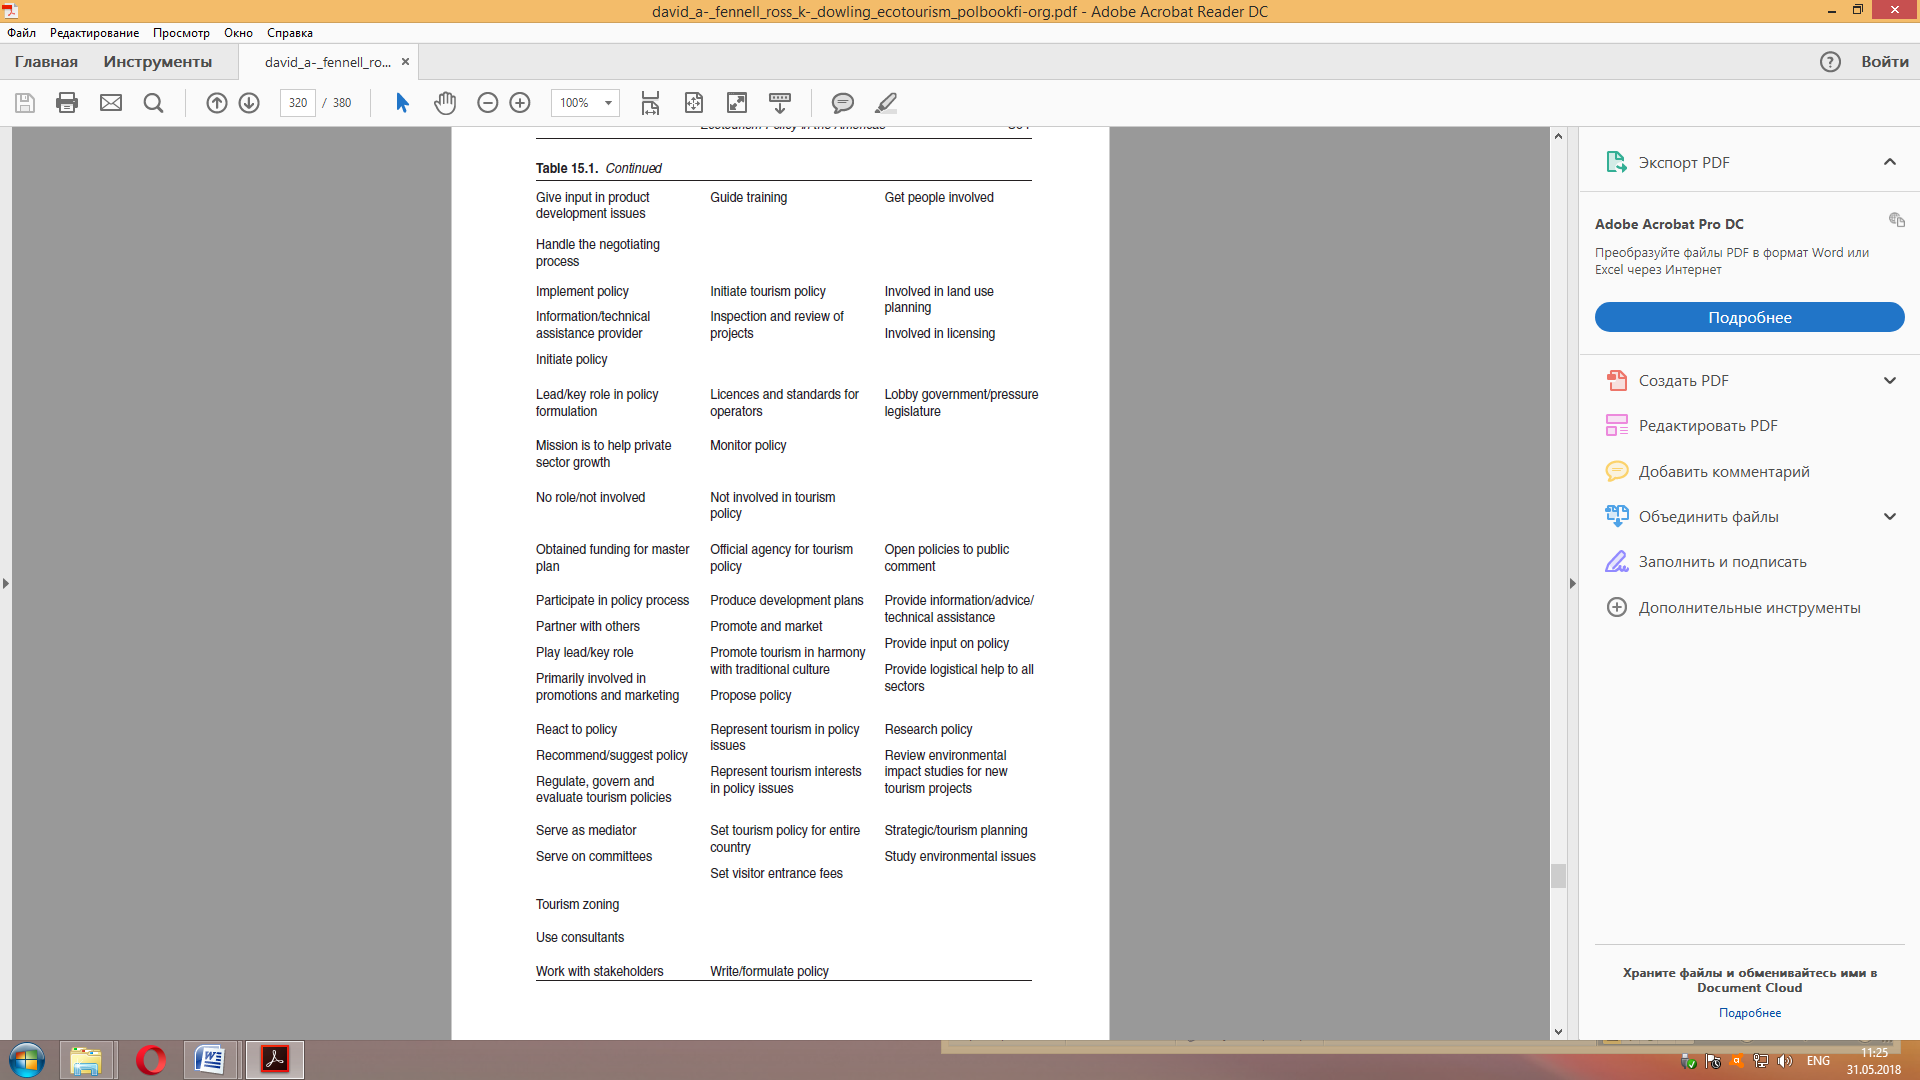 david_a-_fennell_ross_k-_dowling_ecotourism_polbookfi-org.pdf - Adobe Acrobat Reader DC
Файл Редактирование Просмотр Окно Справка
Главная Инструменты david_a-_fennell_ro... ×
Войти
320 / 380 100%
Ecotourism Policy in the Americas
Table 15.1. Continued
Give input in product Guide training Get people involved
development issues
Handle the negotiating
process
Implement policy Initiate tourism policy Involved in land use
planning
Information/technical Inspection and review of
assistance provider projects Involved in licensing
Initiate policy
Lead/key role in policy Licences and standards for Lobby government/pressure
formulation operators legislature
Mission is to help private Monitor policy
sector growth
No role/not involved Not involved in tourism
policy
Obtained funding for master Official agency for tourism Open policies to public
plan policy comment
Participate in policy process Produce development plans Provide information/advice/
technical assistance
Partner with others Promote and market
Provide input on policy
Play lead/key role Promote tourism in harmony
with traditional culture Provide logistical help to all
sectors
Primarily involved in
promotions and marketing Propose policy
React to policy Represent tourism in policy Research policy
issues
Recommend/suggest policy Review environmental
Represent tourism interests impact studies for new
Regulate, govern and in policy issues tourism projects
evaluate tourism policies
Serve as mediator Set tourism policy for entire Strategic/tourism planning
country
Serve on committees Study environmental issues
Set visitor entrance fees
Tourism zoning
Use consultants
Work with stakeholders Write/formulate policy
Экспорт PDF
Adobe Acrobat Pro DC
Преобразуйте файлы PDF в формат Word или
Excel через Интернет
Подробнее
Создать PDF
Редактировать PDF
Добавить комментарий
Объединить файлы
Заполнить и подписать
Дополнительные инструменты
Храните файлы и обменивайтесь ими в
Document Cloud
Подробнее
ENG
11:25
31.05.2018